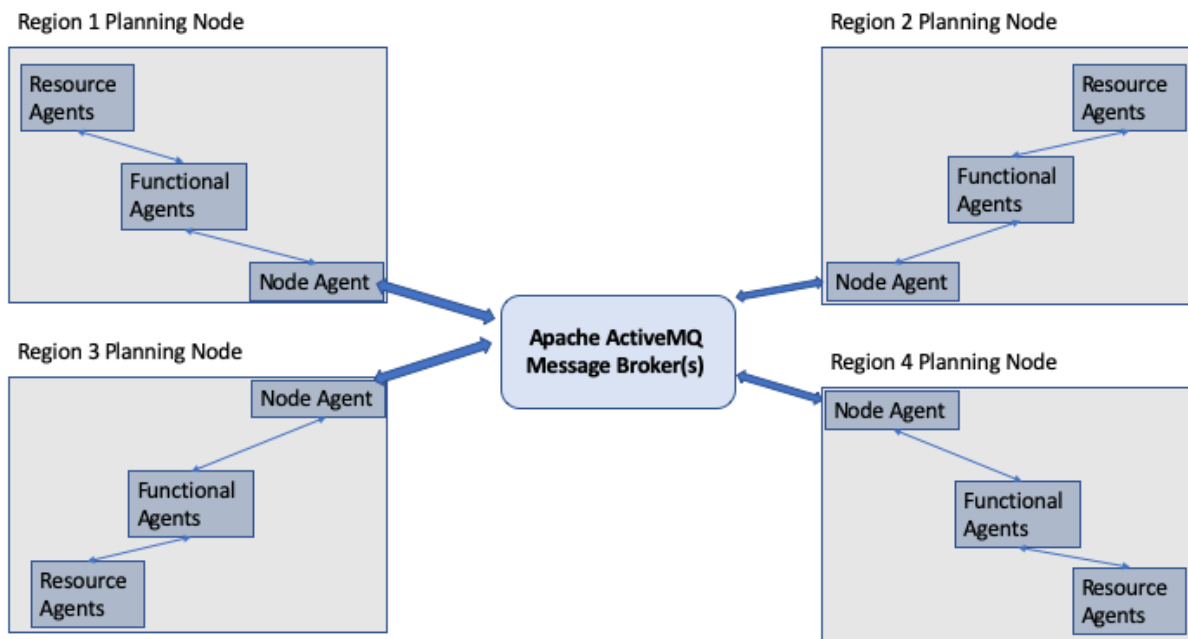 Region 1 Planning Node
Resource
Agents
Functional
Agents
Node Agent
Region 2 Planning Node
Resource
Agents
Functional
Agents
Node Agent
Apache ActiveMQ
Message Broker(s)
Region 3 Planning Node
Node Agent
Functional
Agents
Resource
Agents
Region 4 Planning Node
Node Agent
Functional
Agents
Resource
Agents